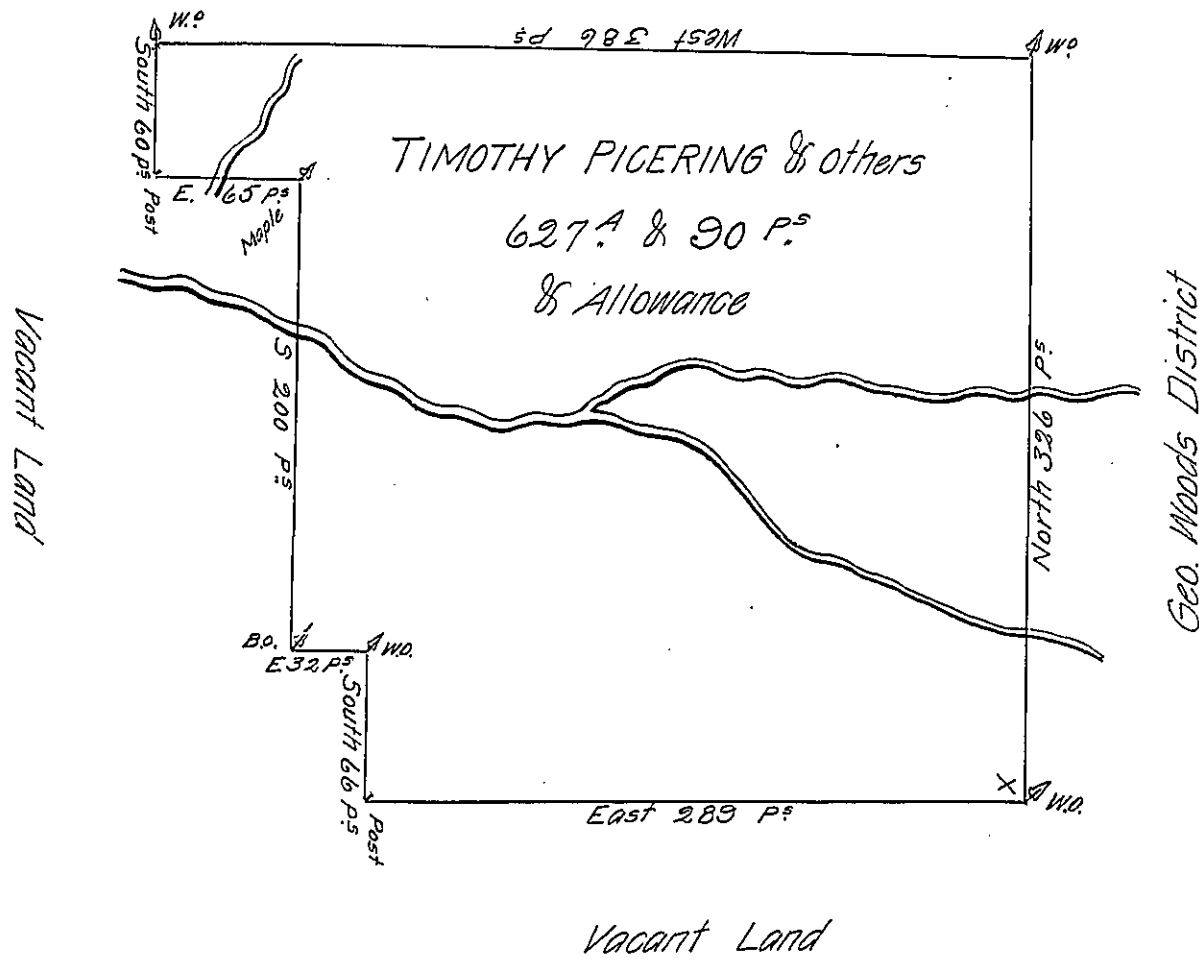 W.O.
West 386 Ps
W.O.
South 60 Ps
Post
E. 65 Ps
Maple
TIMOTHY PICERING & others
627 A. & 90 Ps
& Allowance
Vacant Land
S 200 Ps
North 326 Ps
Geo. Woods District
B.O.
E 32 Ps
W.O.
South 66 Ps
Post
East 289 Ps
X
W.O.
Vacant Land